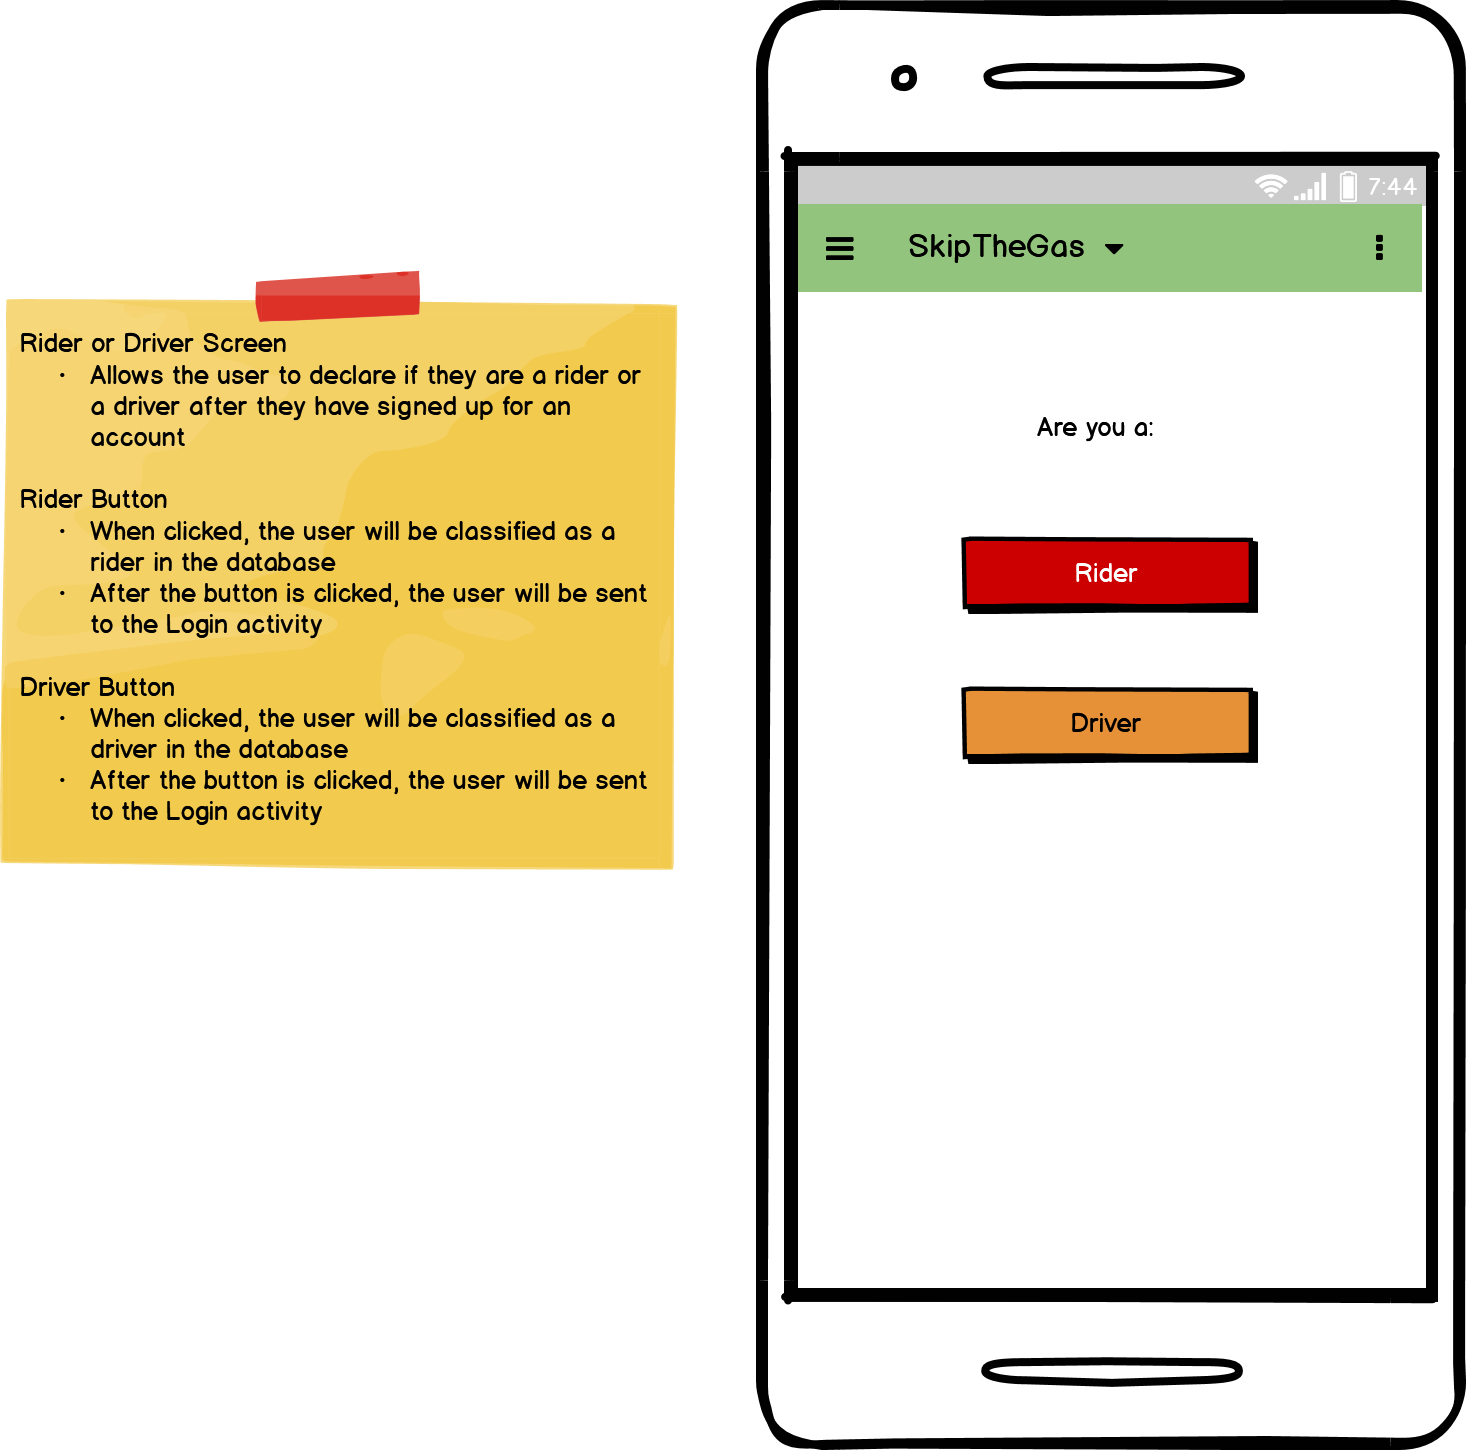 Rider or Driver Screen
• Allows the user to declare if they are a rider or
a driver after they have signed up for an
account
Rider Button
• When clicked, the user will be classified as a
rider in the database
• After the button is clicked, the user will be sent
to the Login activity
Driver Button
• When clicked, the user will be classified as a
driver in the database
• After the button is clicked, the user will be sent
to the Login activity
7:44
SkipTheGas
Are you a:
Rider
Driver